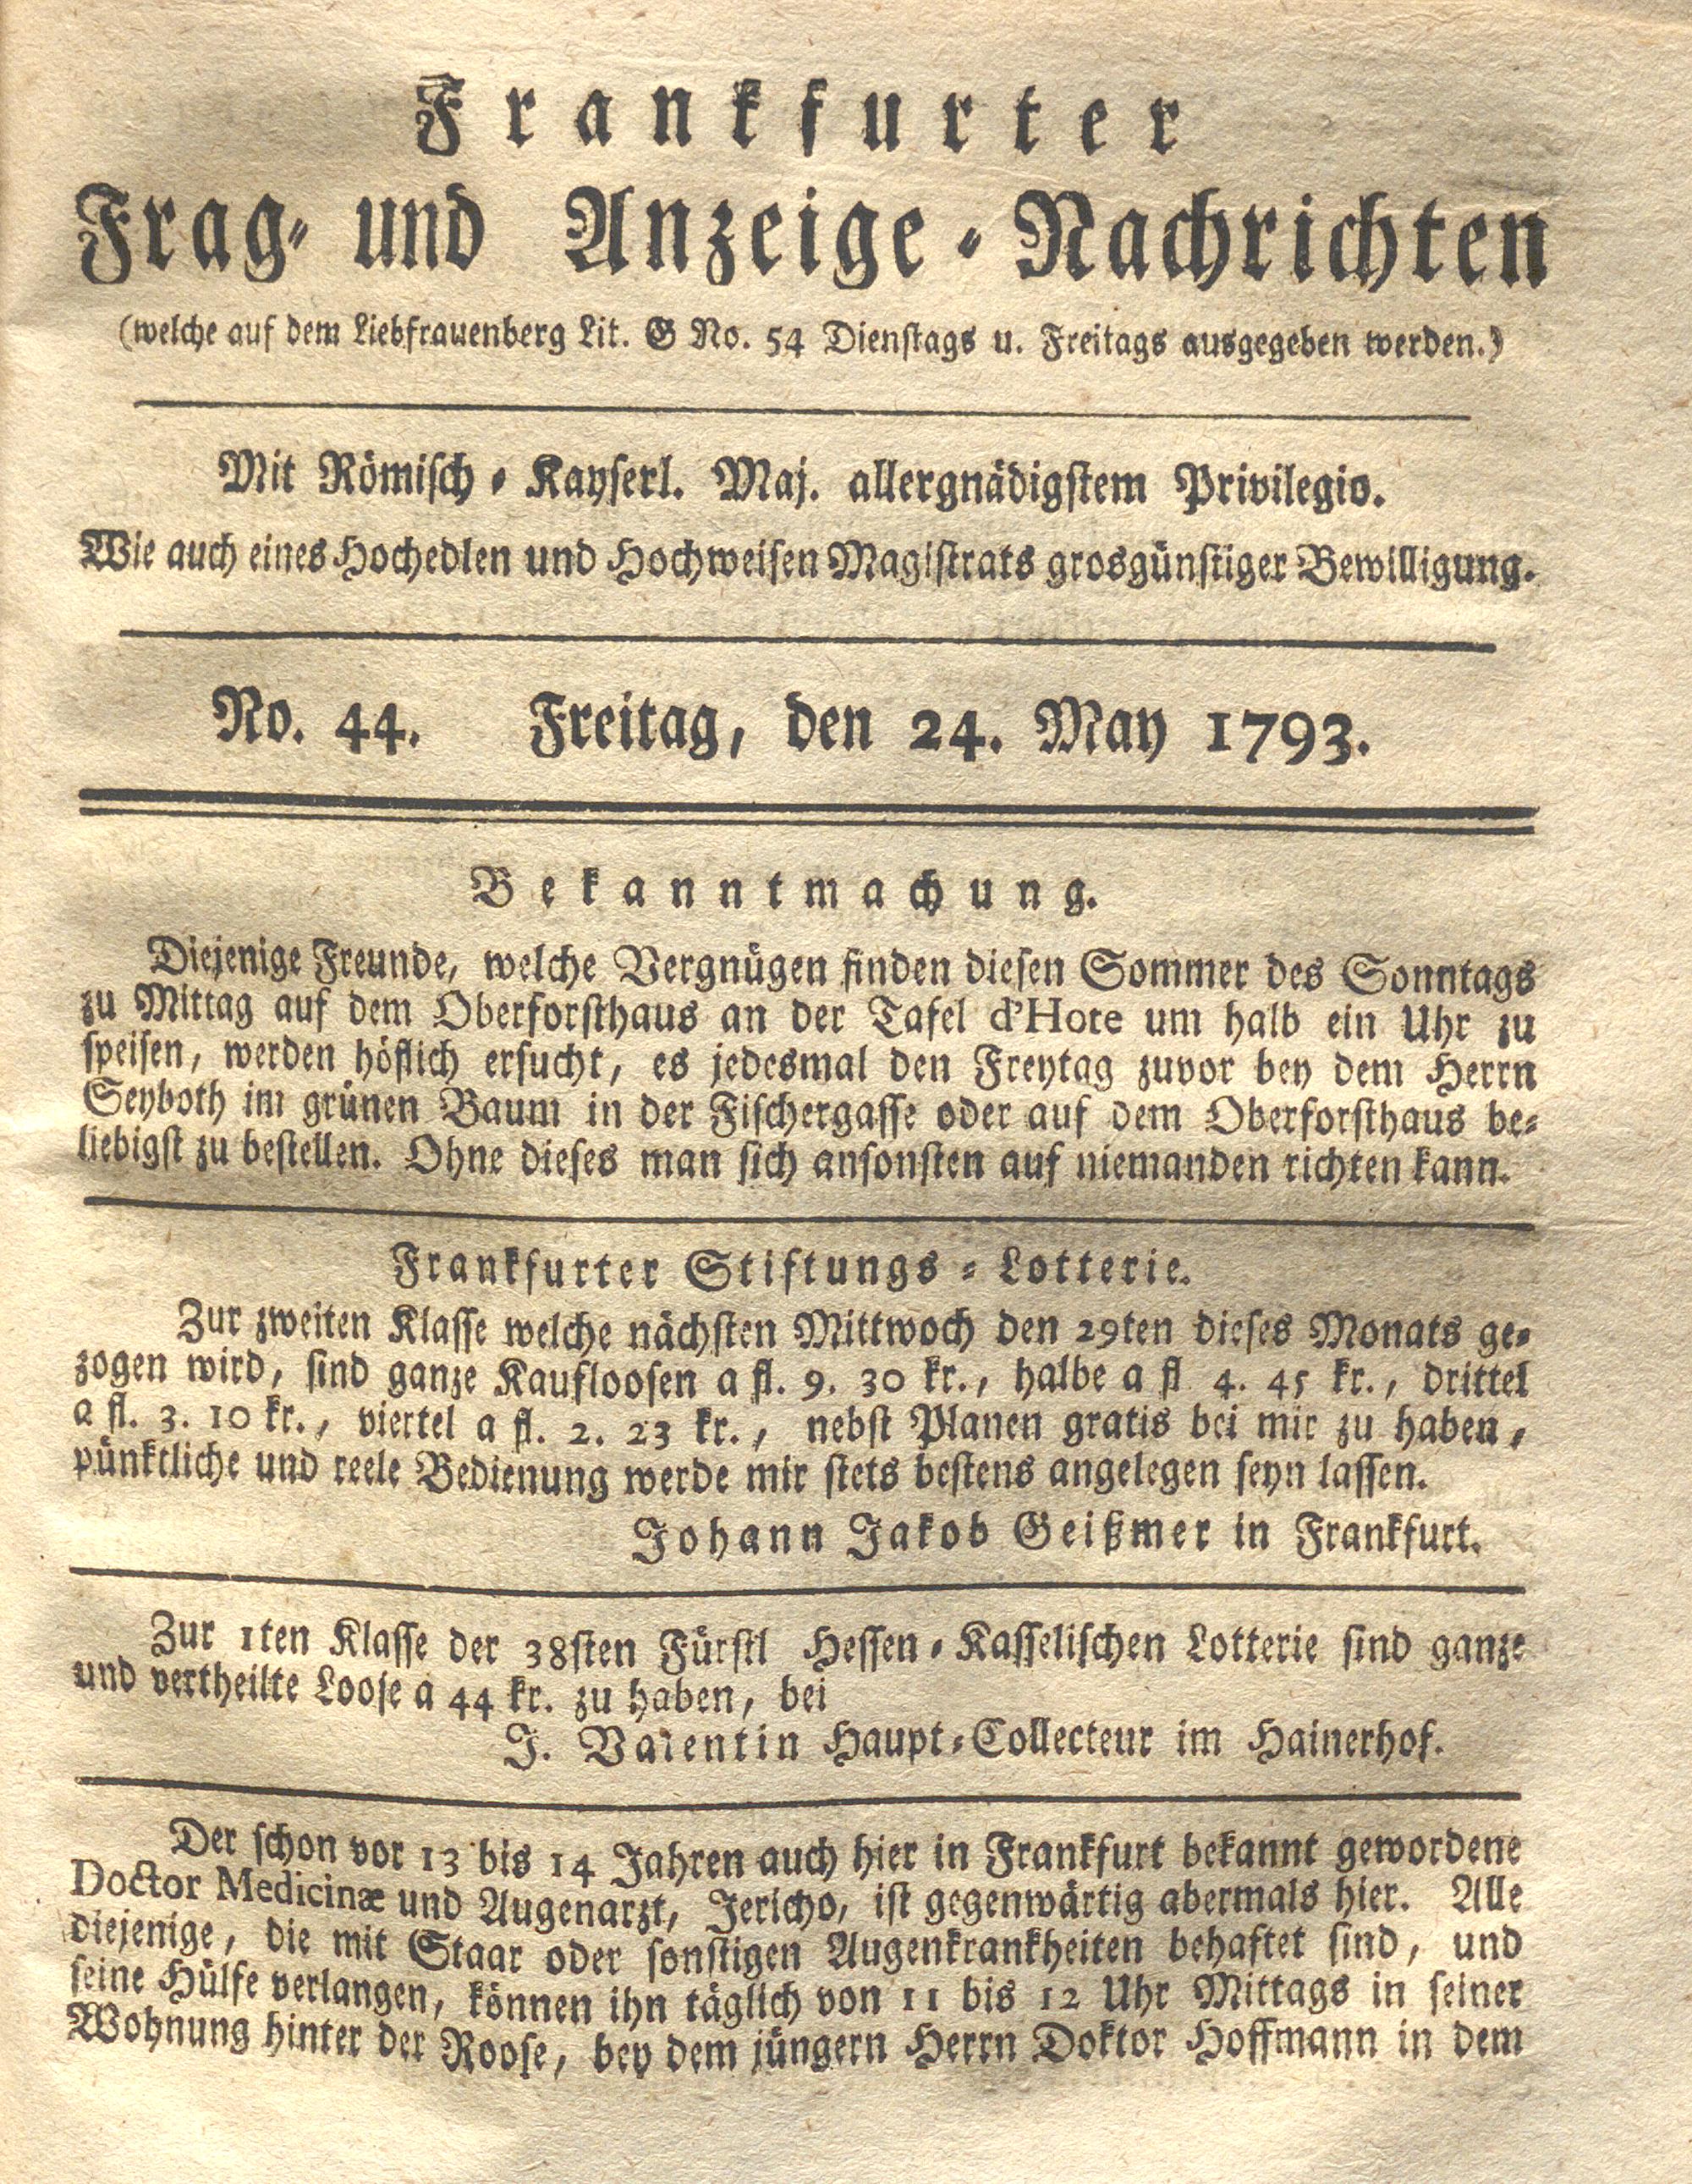 Frankfurter
Frag- und Anzeige-Nachrichten
(welche auf dem Liebfrauenberg Lit. G No. 54 Dienstags u. Freitags ausgegeben werden.)
Mit Römisch-Kayserl. Maj. allergnädigstem Privilegio.
Wie auch eines Hochedlen und Hochweisen Magistrats grosgünstiger Bewilligung.
No. 44. Freitag, den 24. May 1793.
Bekanntmachung.
Diejenige Freunde, welche Vergnügen finden diesen Sommer des Sonntags
zu Mittag auf dem Oberforsthaus an der Tafel d'Hote um halb ein Uhr zu
speisen, werden höflich ersucht, es jedesmal den Freytag zuvor bey dem Herrn
Seyboth im grünen Baum in der Fischergasse oder auf dem Oberforsthaus be-
liebigst zu bestellen. Ohne dieses man sich ansonsten auf niemanden richten kann.
Frankfurter Stiftungs-Lotterie.
Zur zweiten Klasse welche nächsten Mittwoch den 29ten dieses Monats ge-
zogen wird, sind ganze Kaufloosen a fl. 9. 30 kr., halbe a fl 4. 45 kr., drittel
a fl. 3. 10 kr., viertel a fl. 2. 23 kr., nebst Planen gratis bei mir zu haben,
pünktliche und reele Bedienung werde mir stets bestens angelegen seyn lassen.
Johann Jakob Geißmer in Frankfurt.
Zur 1ten Klasse der 38sten Fürstl Hessen-Kasselischen Lotterie sind ganze
und vertheilte Loose a 44 kr. zu haben, bei
J. Valentin Haupt-Collecteur im Hainerhof.
Der schon vor 13 bis 14 Jahren auch hier in Frankfurt bekannt gewordene
Doctor Medicinæ und Augenarzt, Jericho, ist gegenwärtig abermals hier. Alle
diejenige, die mit Staar oder sonstigen Augenkrankheiten behaftet sind, und
seine Hülfe verlangen, können ihn täglich von 11 bis 12 Uhr Mittags in seiner
Wohnung hinter der Roose, bey dem jüngern Herrn Doktor Hoffmann in dem